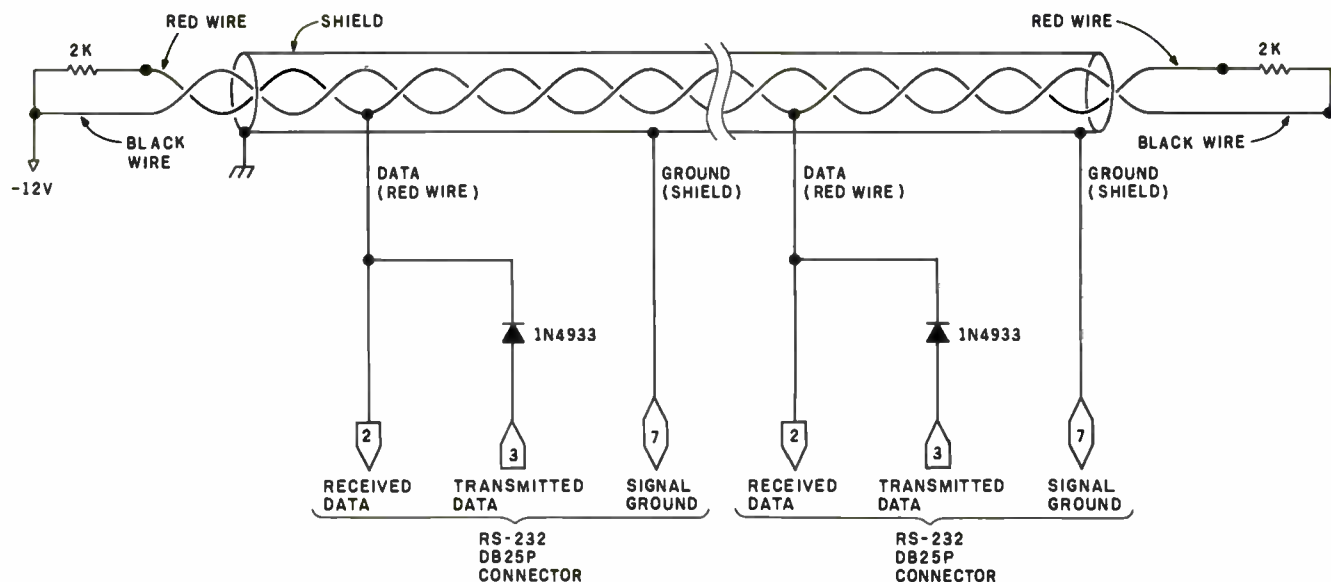 RED WIRE
SHIELD
RED WIRE
2K
2K
BLACK
WIRE
BLACK WIRE
-12V
DATA
(RED WIRE)
GROUND
(SHIELD)
DATA
(RED WIRE)
GROUND
(SHIELD)
1N4933
1N4933
2
3
7
2
3
7
RECEIVED
DATA
TRANSMITTED
DATA
SIGNAL
GROUND
RECEIVED
DATA
TRANSMITTED
DATA
SIGNAL
GROUND
RS-232
DB25P
CONNECTOR
RS-232
DB25P
CONNECTOR